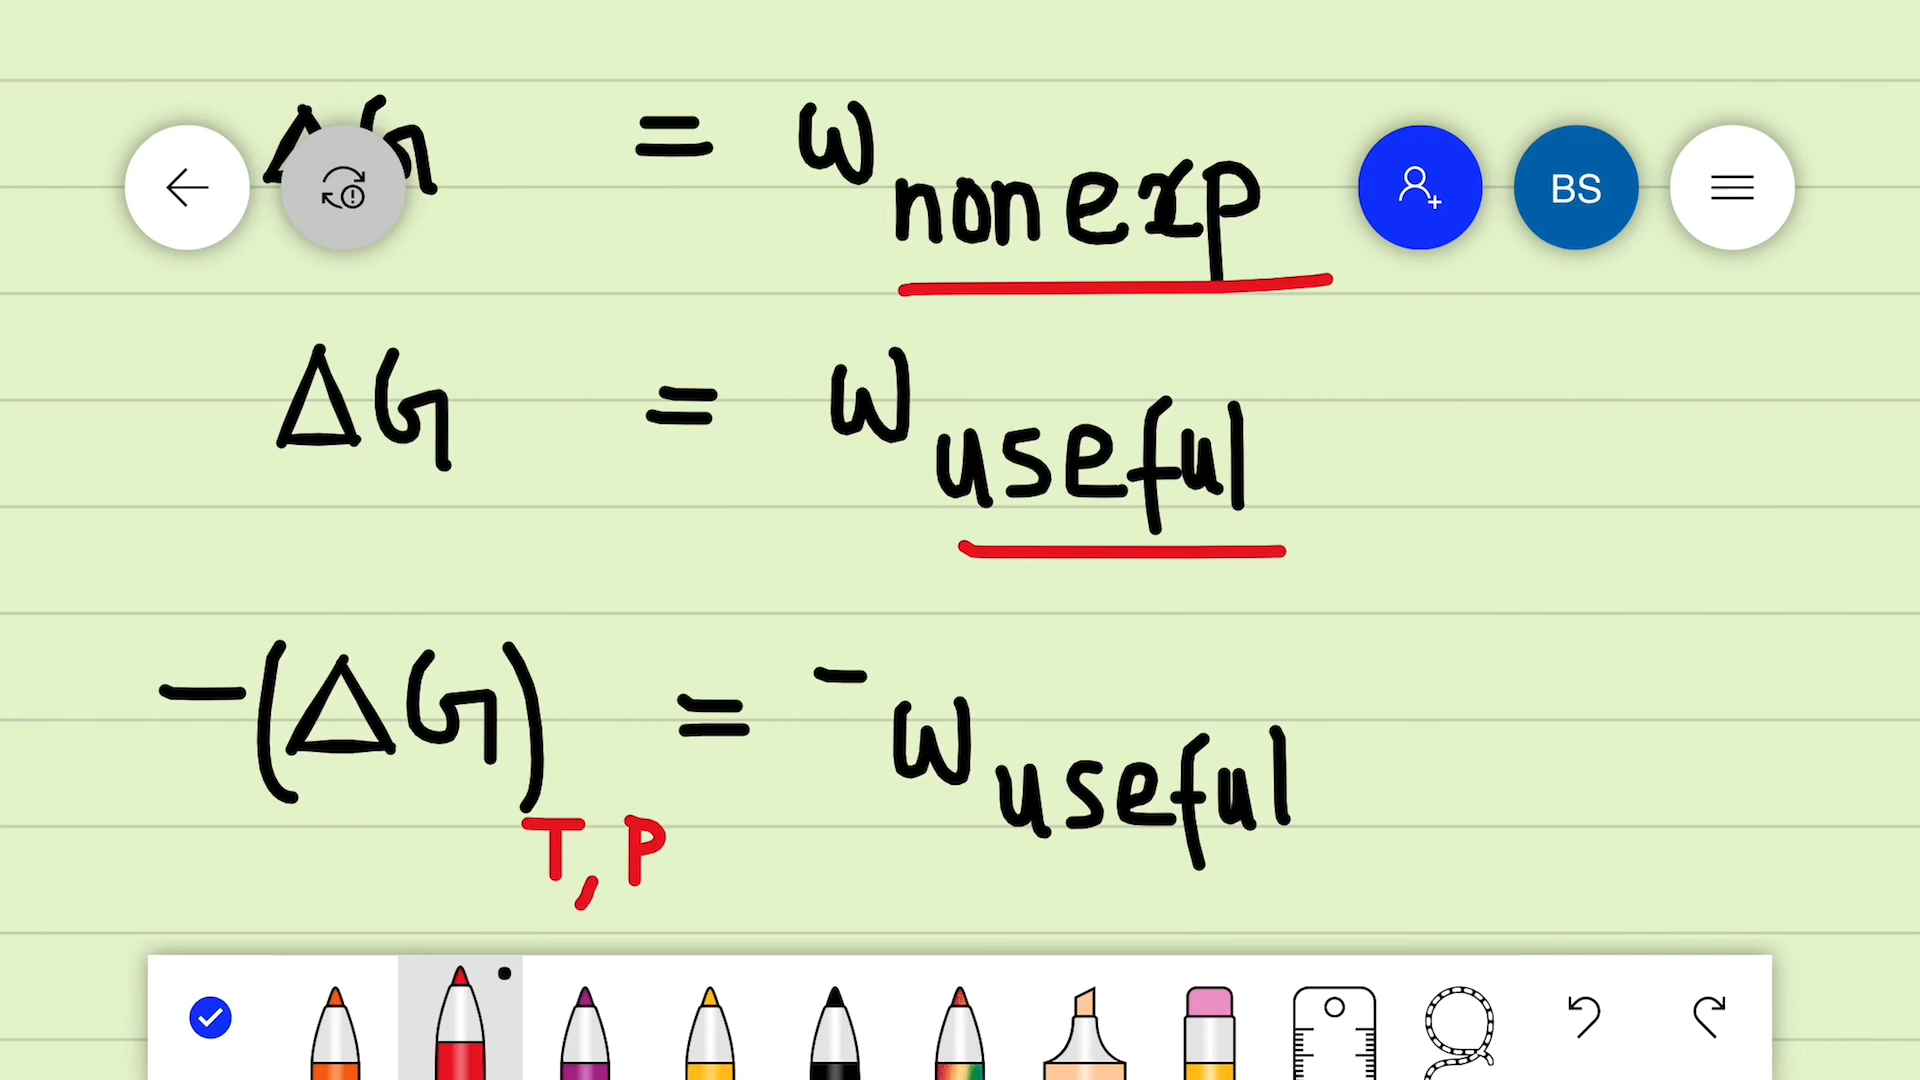 ΔG = w nonexp
BS
ΔG = w useful
-(ΔG) T, P = -w useful